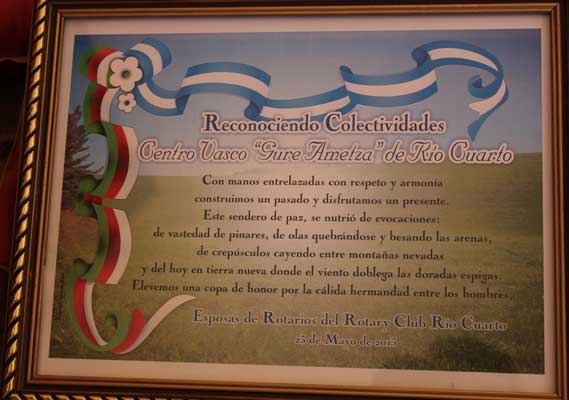 Reconociendo Colectividades
Centro Vasco "Gure Ametza" de Río Cuarto
Con manos entrelazadas con respeto y armonía
construimos un pasado y disfrutamos un presente.
Este sendero de paz, se nutrió de evocaciones:
de vastedad de pinares, de olas quebrándose y besando las arenas,
de crepúsculos cayendo entre montañas nevadas
y del hoy en tierra nueva donde el viento doblega las doradas espigas.
Elevemos una copa de honor por la cálida hermandad entre los hombres.
Esposas de Rotarios del Rotary Club Río Cuarto
25 de Mayo de 2013